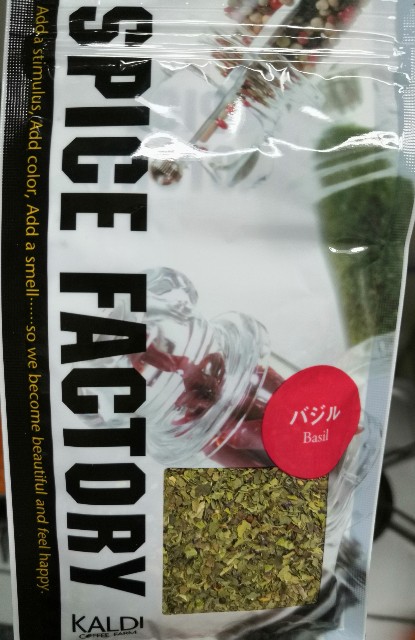 SPICE FACTORY
Add a stimulus, Add color, Add a smell......so we become beautiful and feel happy.
バジル
Basil
KALDI
COFFEE FARM